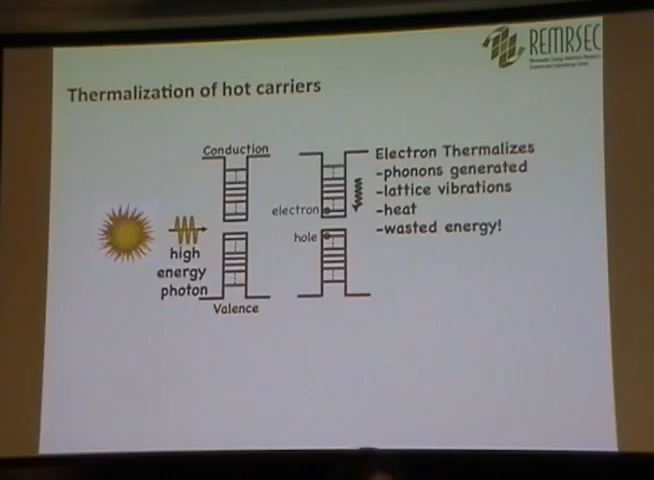 REMRSEC
Thermalization of hot carriers
Conduction
Electron Thermalizes
-phonons generated
-lattice vibrations
-heat
-wasted energy!
electron
hole
high
energy
photon
Valence